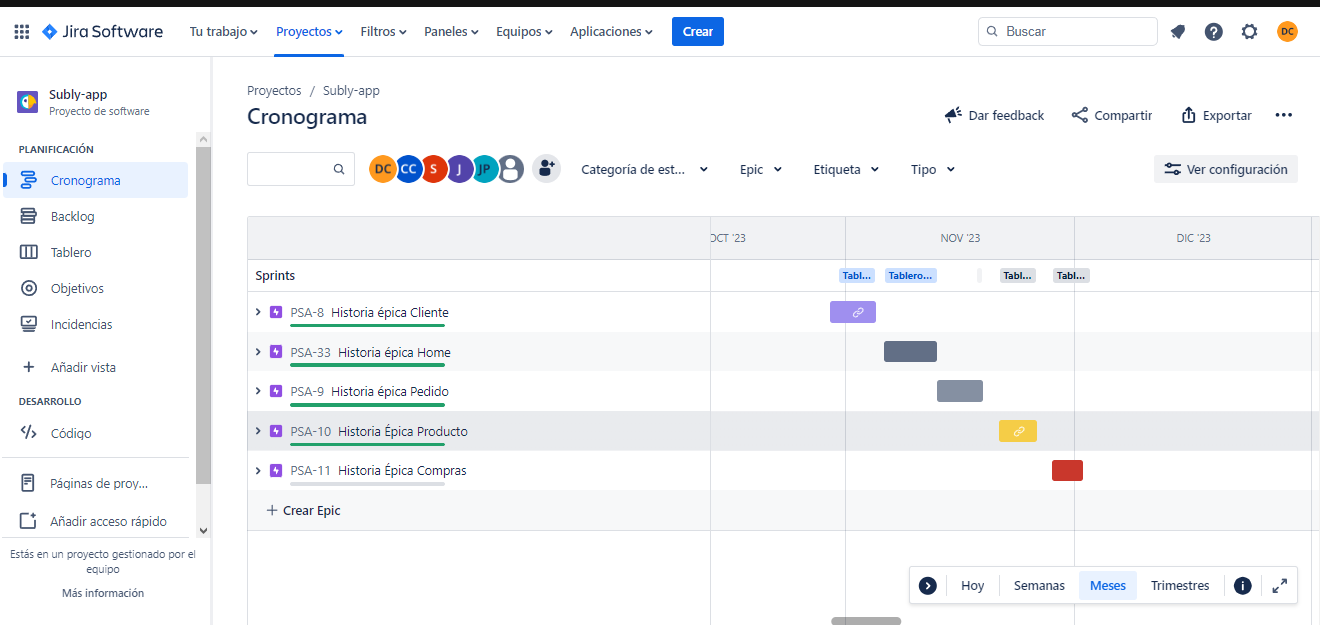 Jira Software Tu trabajo Proyectos Filtros Paneles Equipos Aplicaciones Crear Buscar DC
Subly-app
Proyecto de software
PLANIFICACIÓN
Cronograma
Backlog
Tablero
Objetivos
Incidencias
Añadir vista
DESARROLLO
Código
Páginas de proy...
Añadir acceso rápido
Estás en un proyecto gestionado por el
equipo
Más información
Proyectos / Subly-app
Cronograma
Dar feedback Compartir Exportar
DC CC S J JP Categoría de est... Epic Etiqueta Tipo Ver configuración
OCT '23 NOV '23 DIC '23
Sprints Tabl... Tablero... Tabl... Tabl...
PSA-8 Historia épica Cliente
PSA-33 Historia épica Home
PSA-9 Historia épica Pedido
PSA-10 Historia Épica Producto
PSA-11 Historia Épica Compras
+ Crear Epic
Hoy Semanas Meses Trimestres